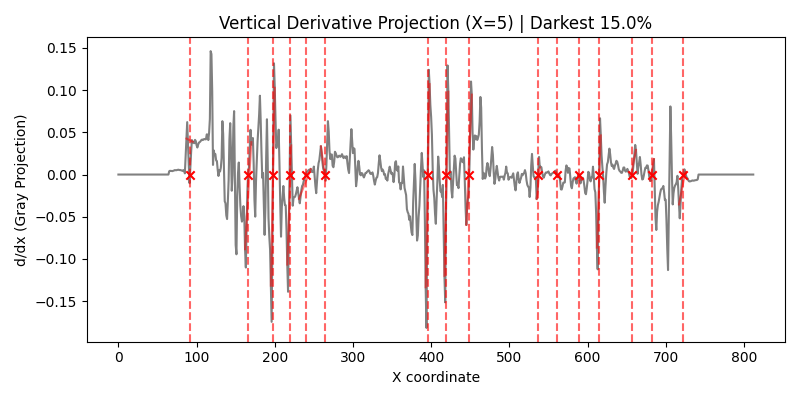 Vertical Derivative Projection (X=5) | Darkest 15.0%
0.15
0.10
0.05
0.00
−0.05
−0.10
−0.15
d/dx (Gray Projection)
0 100 200 300 400 500 600 700 800
X coordinate